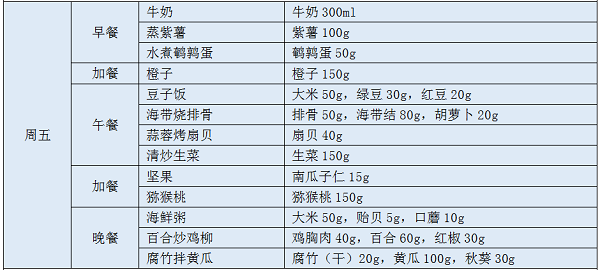 周五
早餐
牛奶 牛奶 300ml
蒸紫薯 紫薯 100g
水煮鹌鹑蛋 鹌鹑蛋 50g
加餐
橙子 橙子 150g
午餐
豆子饭 大米 50g，绿豆 30g，红豆 20g
海带烧排骨 排骨 50g，海带结 80g，胡萝卜 20g
蒜蓉烤扇贝 扇贝 40g
清炒生菜 生菜 150g
加餐
坚果 南瓜子仁 15g
猕猴桃 猕猴桃 150g
晚餐
海鲜粥 大米 50g，贻贝 5g，口蘑 10g
百合炒鸡柳 鸡胸肉 40g，百合 60g，红椒 30g
腐竹拌黄瓜 腐竹（干）20g，黄瓜 100g，秋葵 30g